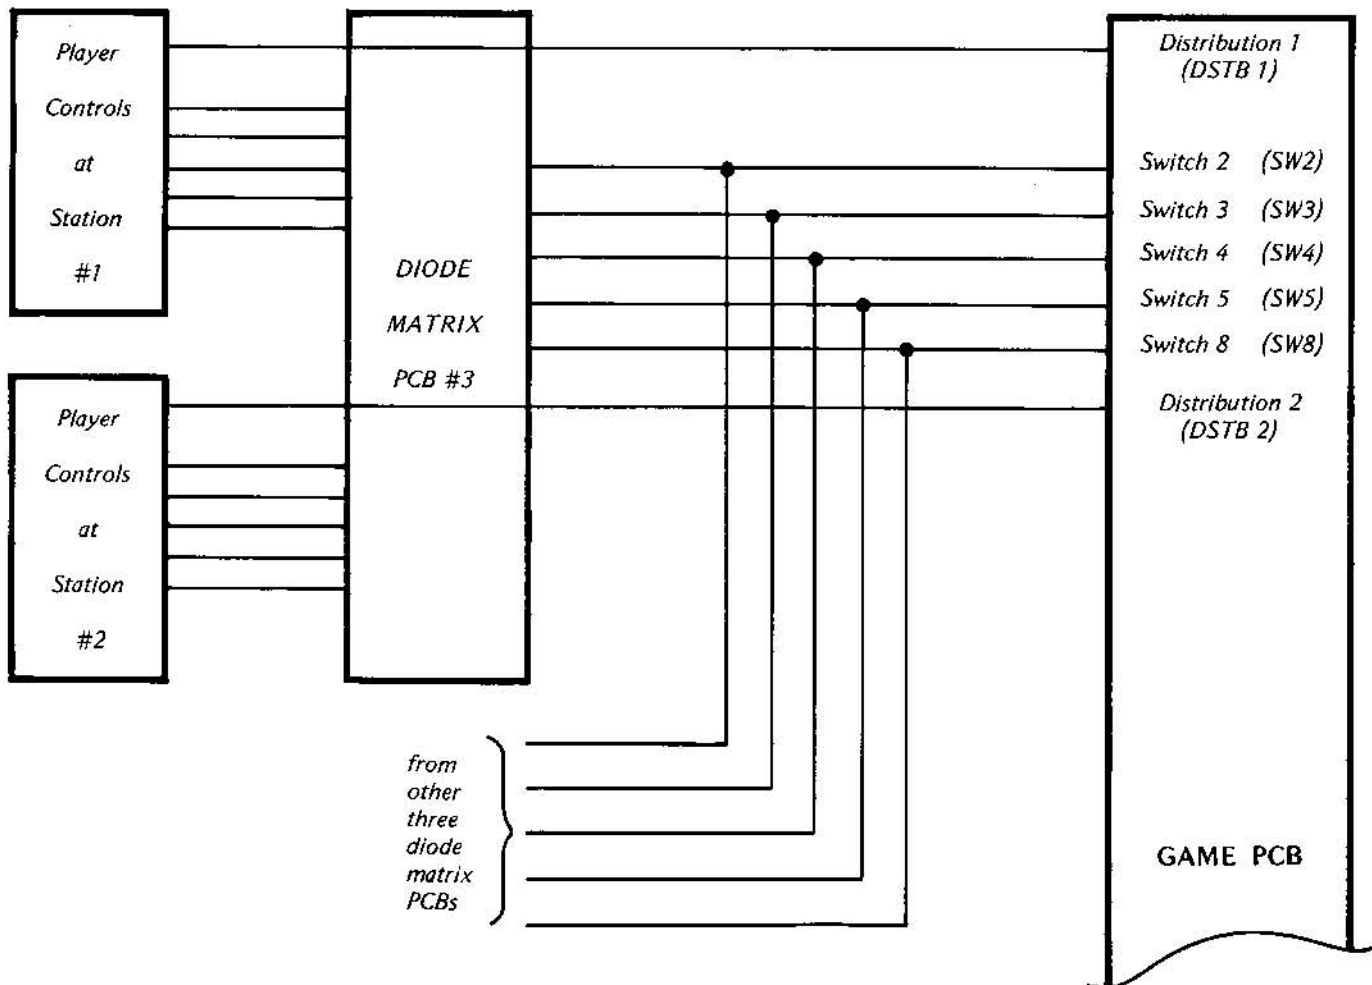 Player
Controls
at
Station
#1
DIODE
MATRIX
PCB #3
Distribution 1
(DSTB 1)
Switch 2 (SW2)
Switch 3 (SW3)
Switch 4 (SW4)
Switch 5 (SW5)
Switch 8 (SW8)
Distribution 2
(DSTB 2)
Player
Controls
at
Station
#2
from
other
three
diode
matrix
PCBs
GAME PCB